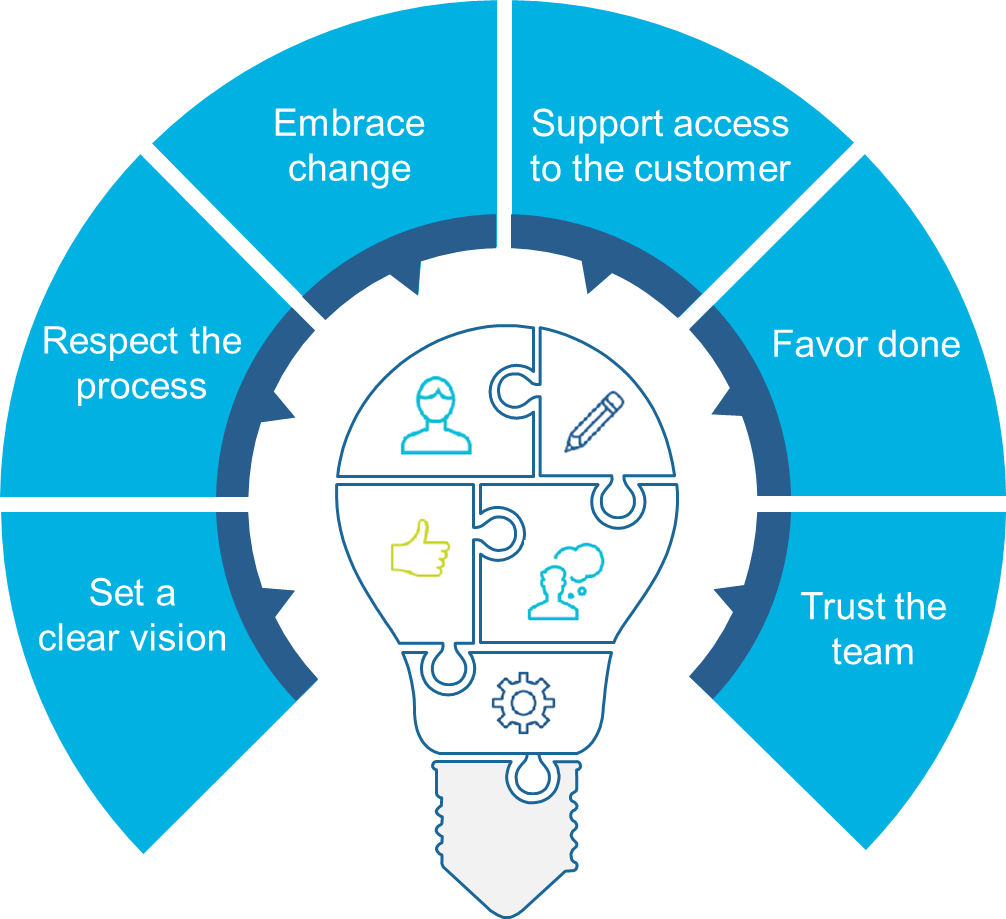 Embrace
change
Support access
to the customer
Respect the
process
Favor done
Set a
clear vision
Trust the
team